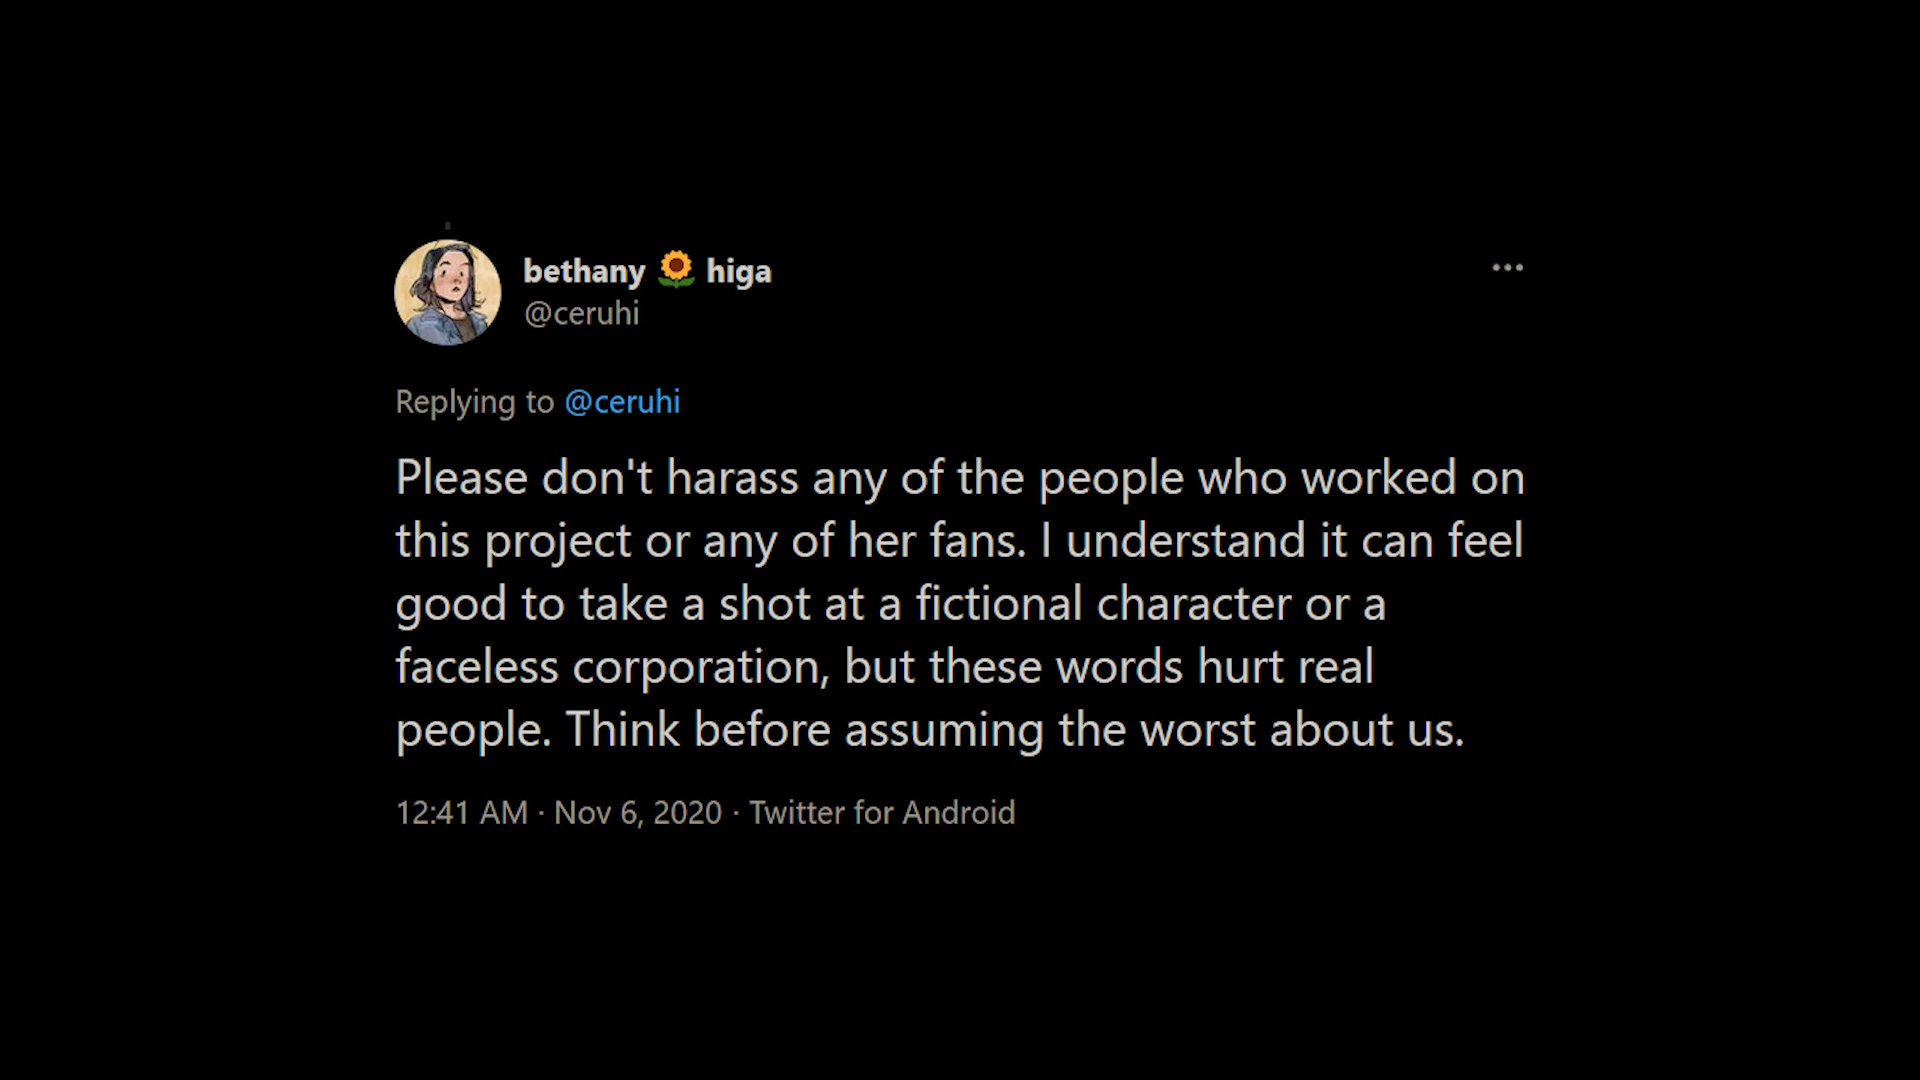 bethany 🌻 higa
@ceruhi
Replying to @ceruhi
Please don't harass any of the people who worked on
this project or any of her fans. I understand it can feel
good to take a shot at a fictional character or a
faceless corporation, but these words hurt real
people. Think before assuming the worst about us.
12:41 AM · Nov 6, 2020 · Twitter for Android